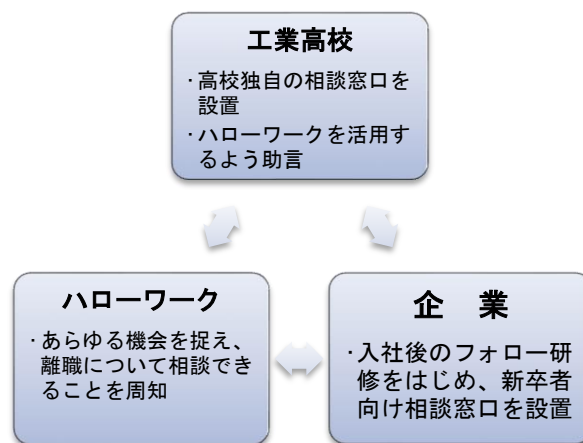 工業高校
・高校独自の相談窓口を
設置
・ハローワークを活用す
るよう助言
ハローワーク
・あらゆる機会を捉え、
離職について相談でき
ることを周知
企　業
・入社後のフォロー研
修をはじめ、新卒者
向け相談窓口を設置